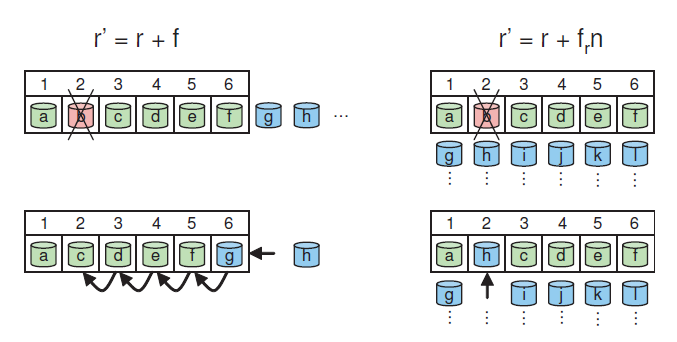 r' = r + f
1 2 3 4 5 6
a b c d e f g h ...
1 2 3 4 5 6
a c d e f g h
r' = r + fᵣn
1 2 3 4 5 6
a b c d e f
g h i j k l
⋮ ⋮ ⋮ ⋮ ⋮ ⋮
1 2 3 4 5 6
a h c d e f
g i j k l
⋮ ⋮ ⋮ ⋮ ⋮ ⋮